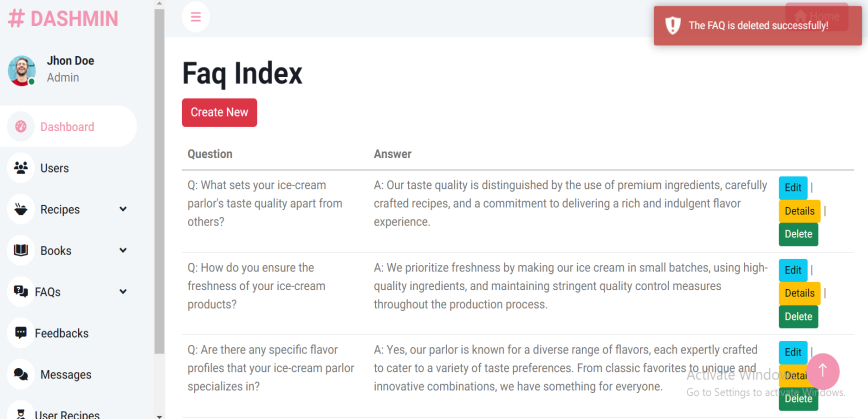 # DASHMIN
Jhon Doe
Admin
Dashboard
Users
Recipes
Books
FAQs
Feedbacks
Messages
User Recipes
Home
The FAQ is deleted successfully!
Faq Index
Create New
Question Answer
Q: What sets your ice-cream
parlor's taste quality apart from
others?
A: Our taste quality is distinguished by the use of premium ingredients, carefully
crafted recipes, and a commitment to delivering a rich and indulgent flavor
experience.
Edit |
Details |
Delete
Q: How do you ensure the
freshness of your ice-cream
products?
A: We prioritize freshness by making our ice cream in small batches, using high-
quality ingredients, and maintaining stringent quality control measures
throughout the production process.
Edit |
Details |
Delete
Q: Are there any specific flavor
profiles that your ice-cream parlor
specializes in?
A: Yes, our parlor is known for a diverse range of flavors, each expertly crafted
to cater to a variety of taste preferences. From classic favorites to unique and
innovative combinations, we have something for everyone.
Edit |
Details
Delete
Activate Windows
Go to Settings to activate Windows.